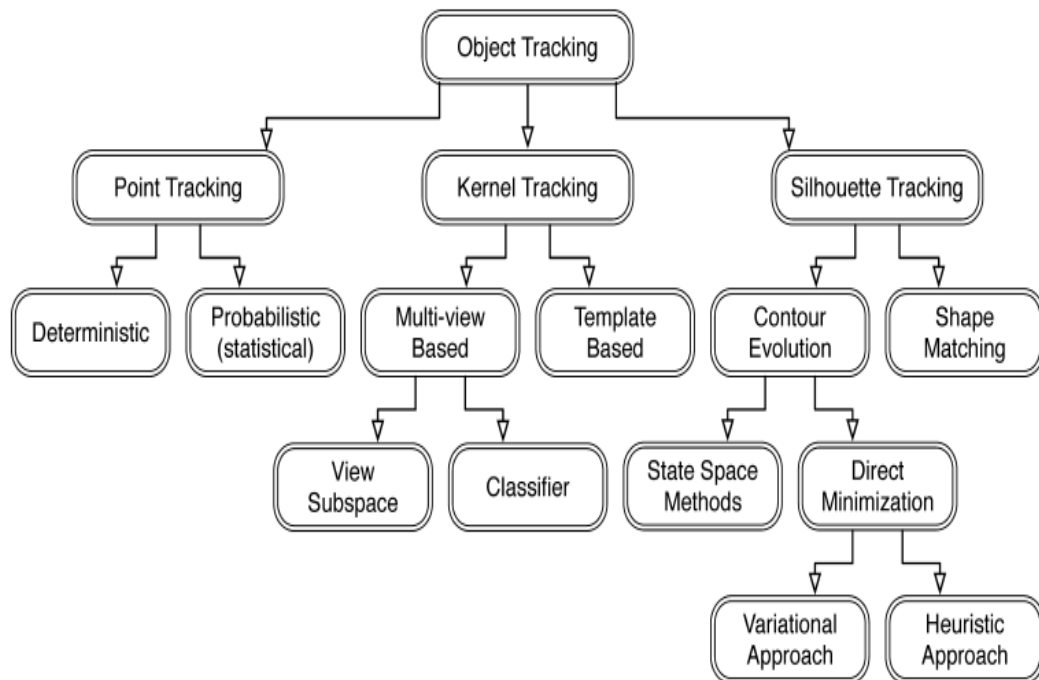 Object Tracking
Point Tracking
Kernel Tracking
Silhouette Tracking
Deterministic
Probabilistic
(statistical)
Multi-view
Based
Template
Based
Contour
Evolution
Shape
Matching
View
Subspace
Classifier
State Space
Methods
Direct
Minimization
Variational
Approach
Heuristic
Approach